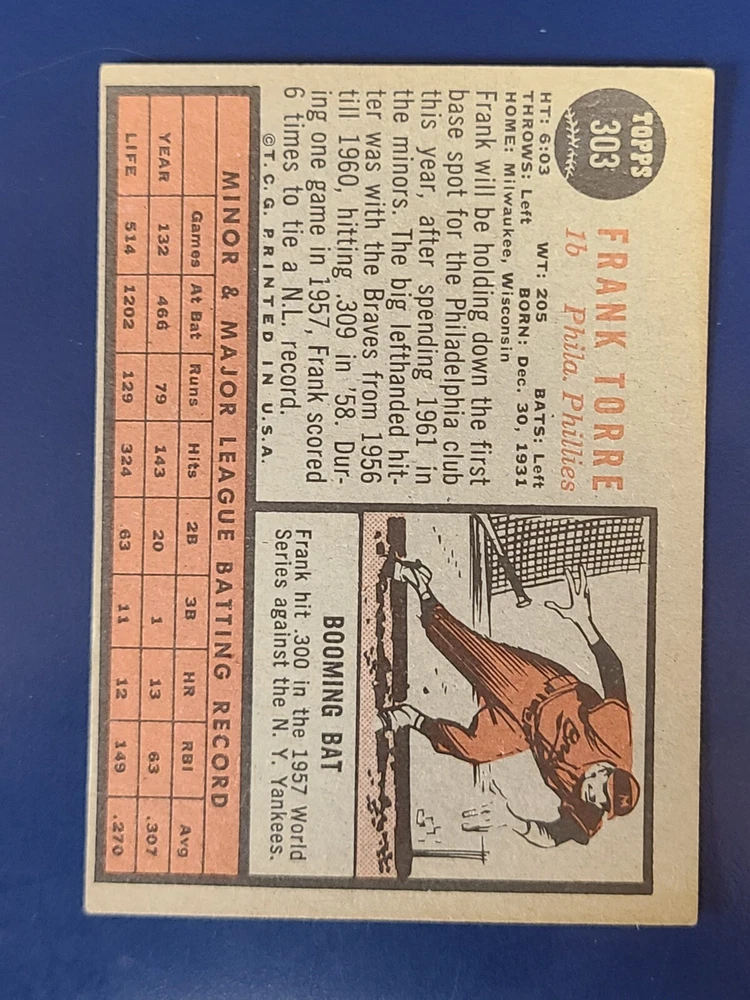 TOPPS
303
FRANK TORRE
1b Phila. Phillies
HT: 6:03 WT: 205 BATS: Left
THROWS: Left BORN: Dec. 30, 1931
HOME: Milwaukee, Wisconsin
Frank will be holding down the first
base spot for the Philadelphia club
this year, after spending 1961 in
the minors. The big lefthanded hit-
ter was with the Braves from 1956
till 1960, hitting .309 in '58. Dur-
ing one game in 1957, Frank scored
6 times to tie a N.L. record.
©T.C.G. PRINTED IN U.S.A.
M
BOOMING BAT
Frank hit .300 in the 1957 World
Series against the N. Y. Yankees.
MINOR & MAJOR LEAGUE BATTING RECORD
Games At Bat Runs Hits 2B 3B HR RBI Avg
YEAR 132 466 79 143 20 1 13 63 .307
LIFE 514 1202 129 324 63 11 12 149 .270